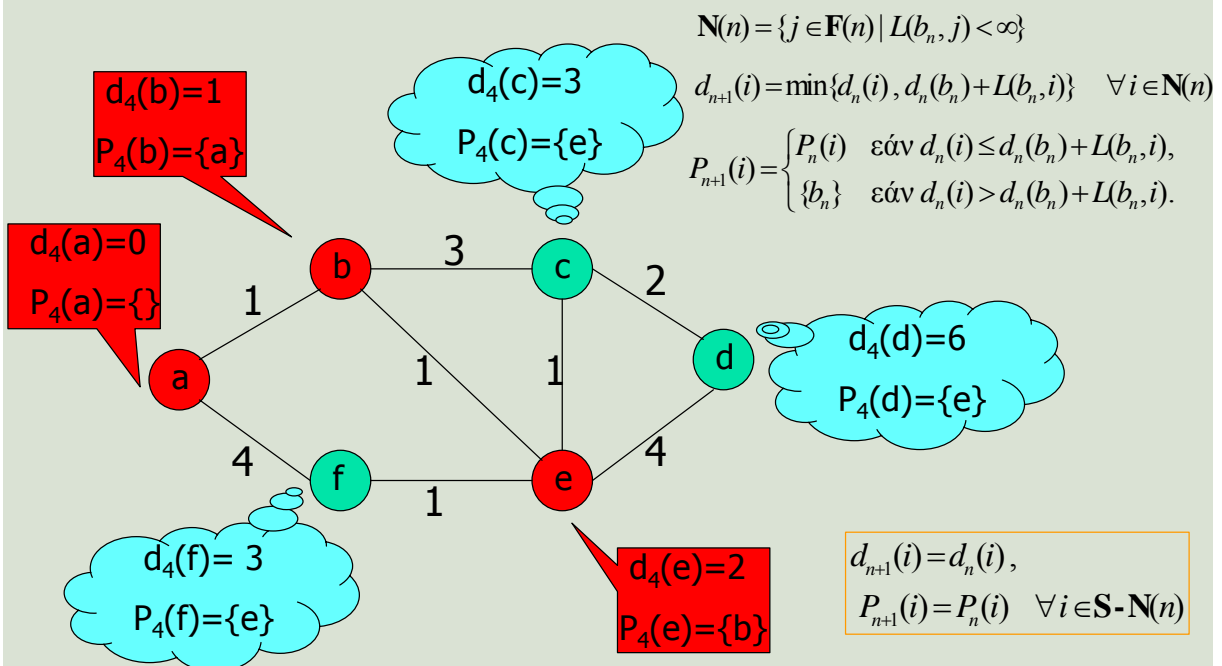 N(n) = {j ∈ F(n) | L(b_n, j) < ∞}
d_{n+1}(i) = min{d_n(i), d_n(b_n) + L(b_n, i)} ∀ i ∈ N(n)
P_{n+1}(i) = { P_n(i) εάν d_n(i) ≤ d_n(b_n) + L(b_n, i),
{b_n} εάν d_n(i) > d_n(b_n) + L(b_n, i).
d₄(b)=1
P₄(b)={a}
d₄(c)=3
P₄(c)={e}
d₄(a)=0
P₄(a)={}
b
3
c
1
2
a
1
1
d
d₄(d)=6
P₄(d)={e}
4
f
1
e
4
d₄(f)= 3
P₄(f)={e}
d₄(e)=2
P₄(e)={b}
d_{n+1}(i) = d_n(i),
P_{n+1}(i) = P_n(i) ∀ i ∈ S - N(n)